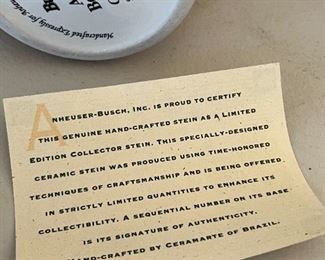 Handcrafted Expressly for Anheu
B
BA
C
ANHEUSER-BUSCH, INC. IS PROUD TO CERTIFY
THIS GENUINE HAND-CRAFTED STEIN AS A LIMITED
EDITION COLLECTOR STEIN. THIS SPECIALLY-DESIGNED
CERAMIC STEIN WAS PRODUCED USING TIME-HONORED
TECHNIQUES OF CRAFTSMANSHIP AND IS BEING OFFERED
IN STRICTLY LIMITED QUANTITIES TO ENHANCE ITS
COLLECTIBILITY. A SEQUENTIAL NUMBER ON ITS BASE
IS ITS SIGNATURE OF AUTHENTICITY.
HAND-CRAFTED BY CERAMARTE OF BRAZIL.